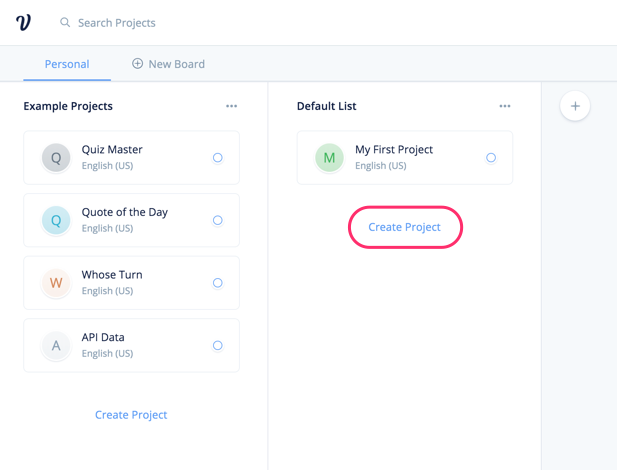 V
Search Projects
Personal
New Board
Example Projects
Q
Quiz Master
English (US)
Q
Quote of the Day
English (US)
W
Whose Turn
English (US)
A
API Data
English (US)
Create Project
Default List
M
My First Project
English (US)
Create Project